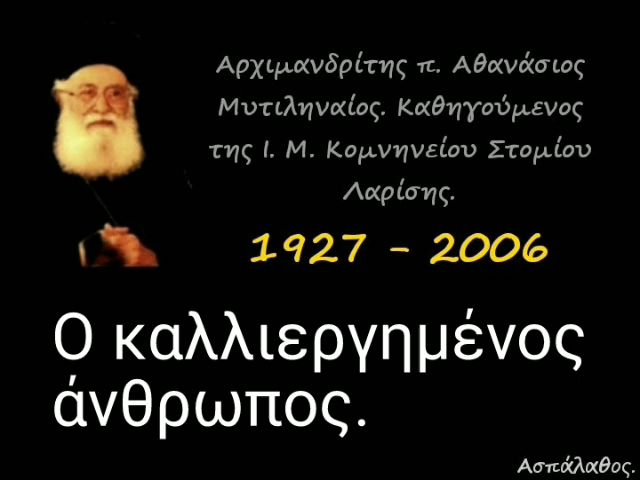 Αρχιμανδρίτης π. Αθανάσιος
Μυτιληναίος. Καθηγούμενος
της Ι. Μ. Κομνηνείου Στομίου
Λαρίσης.
1927 - 2006
Ο καλλιεργημένος
άνθρωπος.
Ασπάλαθος.